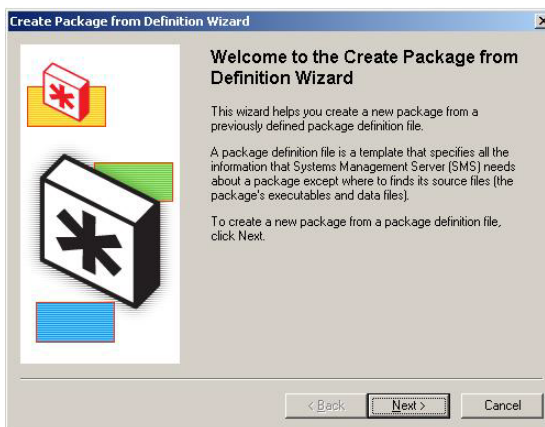 Create Package from Definition Wizard
Welcome to the Create Package from
Definition Wizard
This wizard helps you create a new package from a
previously defined package definition file.
A package definition file is a template that specifies all the
information that Systems Management Server (SMS) needs
about a package except where to finds its source files (the
package's executables and data files).
To create a new package from a package definition file,
click Next.
< Back
Next >
Cancel